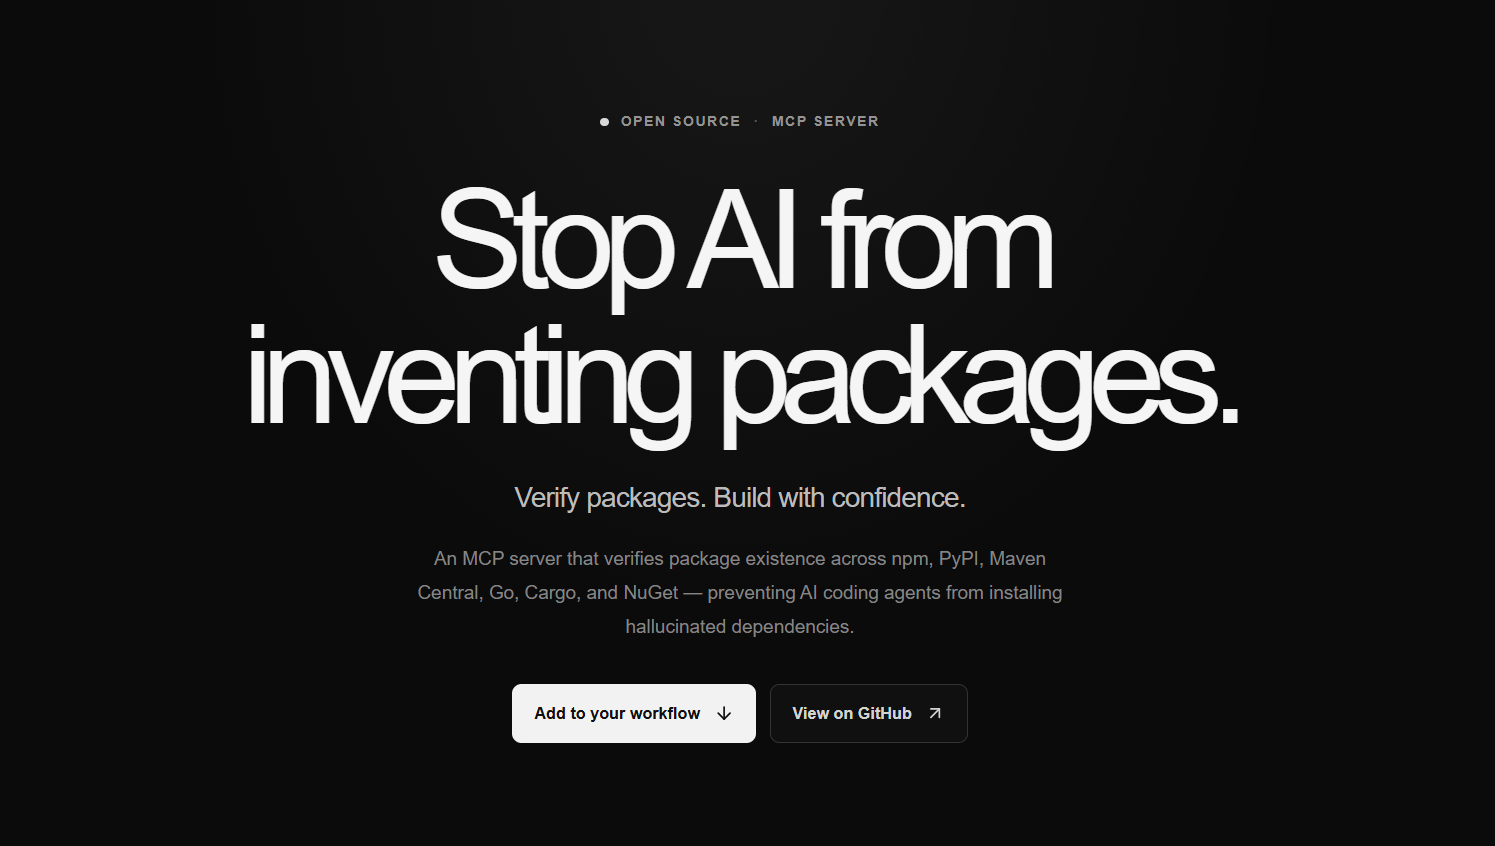 OPEN SOURCE · MCP SERVER
Stop AI from
inventing packages.
Verify packages. Build with confidence.
An MCP server that verifies package existence across npm, PyPI, Maven
Central, Go, Cargo, and NuGet — preventing AI coding agents from installing
hallucinated dependencies.
Add to your workflow
View on GitHub